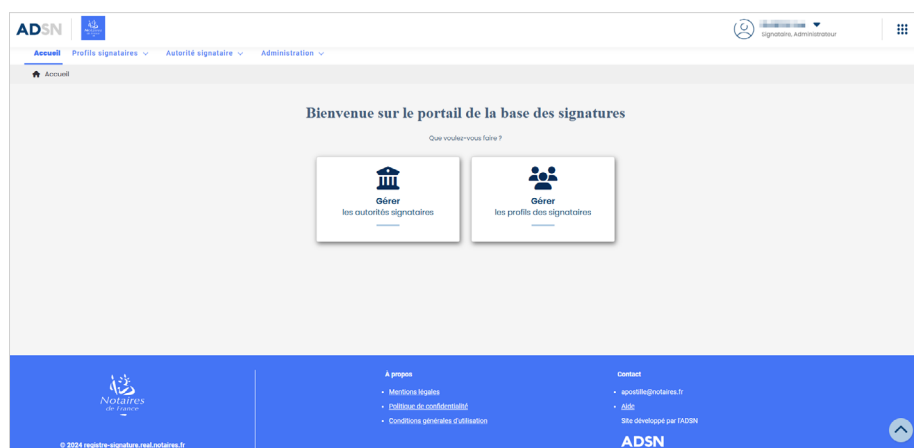 ADSN
Signataire, Administrateur
Accueil Profils signataires Autorité signataire Administration
Accueil
Bienvenue sur le portail de la base des signatures
Que voulez-vous faire ?
Gérer
les autorités signataires
Gérer
les profils des signataires
Notaires
de France
© 2024 registre-signature.real.notaires.fr
À propos
Mentions légales
Politique de confidentialité
Conditions générales d'utilisation
Contact
apostille@notaires.fr
Aide
Site développé par l'ADSN
ADSN